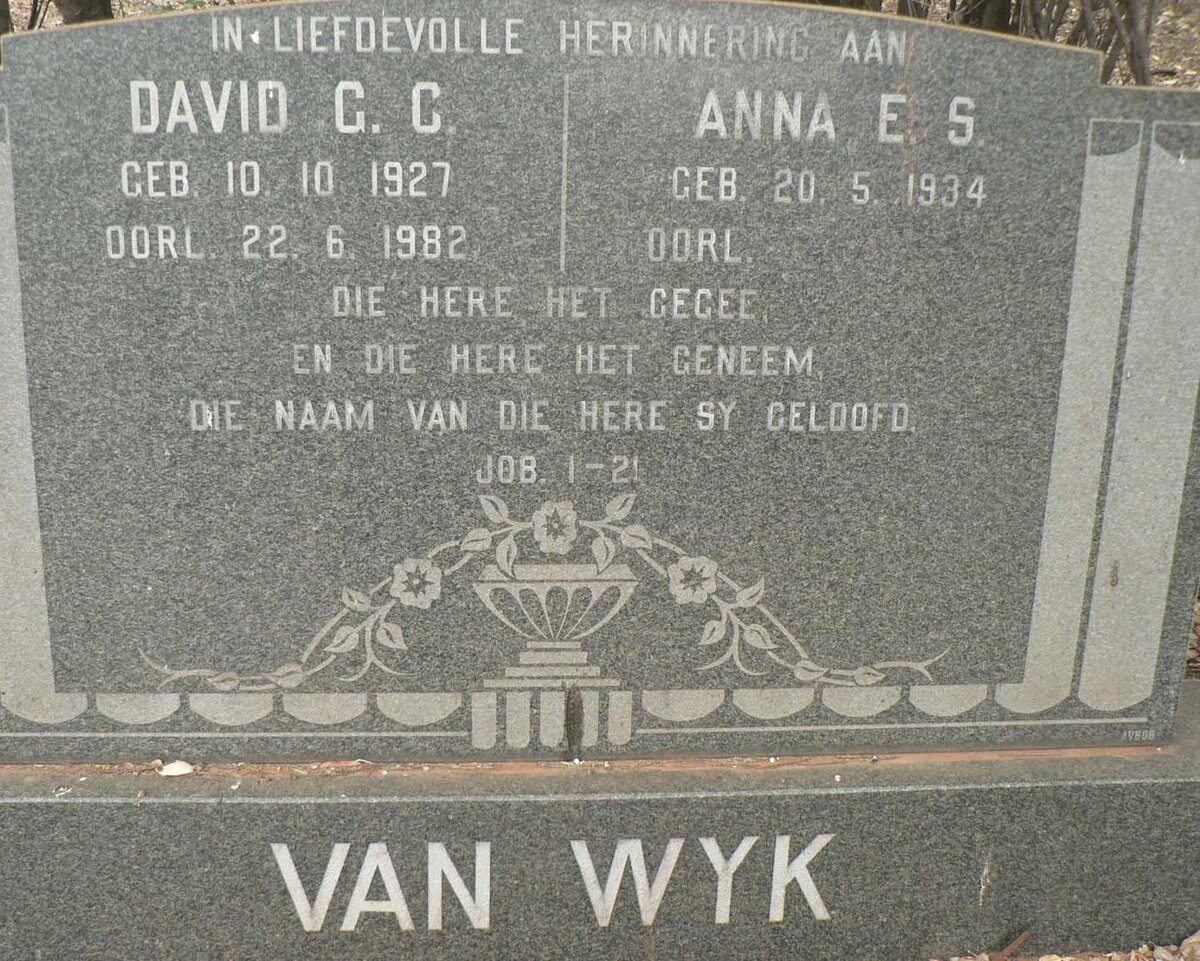 IN LIEFDEVOLLE HERINNERING AAN
DAVID G. C.
GEB. 10. 10. 1927
OORL. 22. 6. 1982
ANNA E. S.
GEB. 20. 5. 1934
OORL.
DIE HERE HET GEGEE,
EN DIE HERE HET GENEEM,
DIE NAAM VAN DIE HERE SY GELOOFD.
JOB. 1-21
VAN WYK